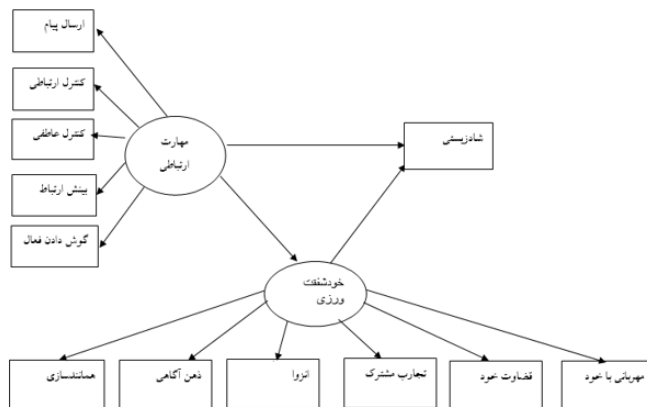 ارسال پیام
کنترل ارتباطی
کنترل عاطفی
بینش ارتباط
گوش دادن فعال
مهارت
ارتباطی
شادزیستی
خودشفقت
ورزی
مهربانی با خود
قضاوت خود
تجارب مشترک
انزوا
ذهن آگاهی
همانندسازی